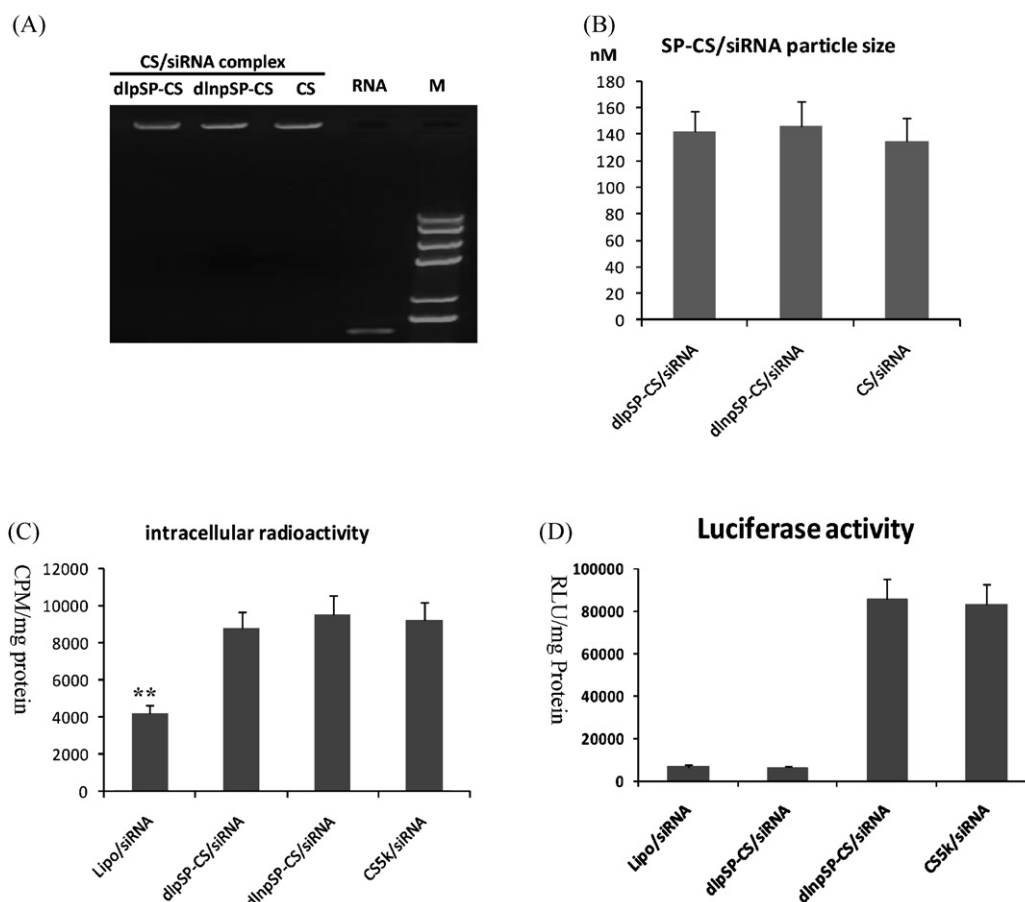 (A)
CS/siRNA complex
dlpSP-CS dlnpSP-CS CS RNA M
(B)
nM SP-CS/siRNA particle size
180
160
140
120
100
80
60
40
20
0
dlpSP-CS/siRNA
dlnpSP-CS/siRNA
CS/siRNA
(C)
intracellular radioactivity
CPM/mg protein
12000
10000
8000
6000
4000
2000
0
**
Lipo/siRNA
dlpSP-CS/siRNA
dlnpSP-CS/siRNA
CS5k/siRNA
(D)
Luciferase activity
RLU/mg Protein
100000
80000
60000
40000
20000
0
Lipo/siRNA
dlpSP-CS/siRNA
dlnpSP-CS/siRNA
CS5k/siRNA